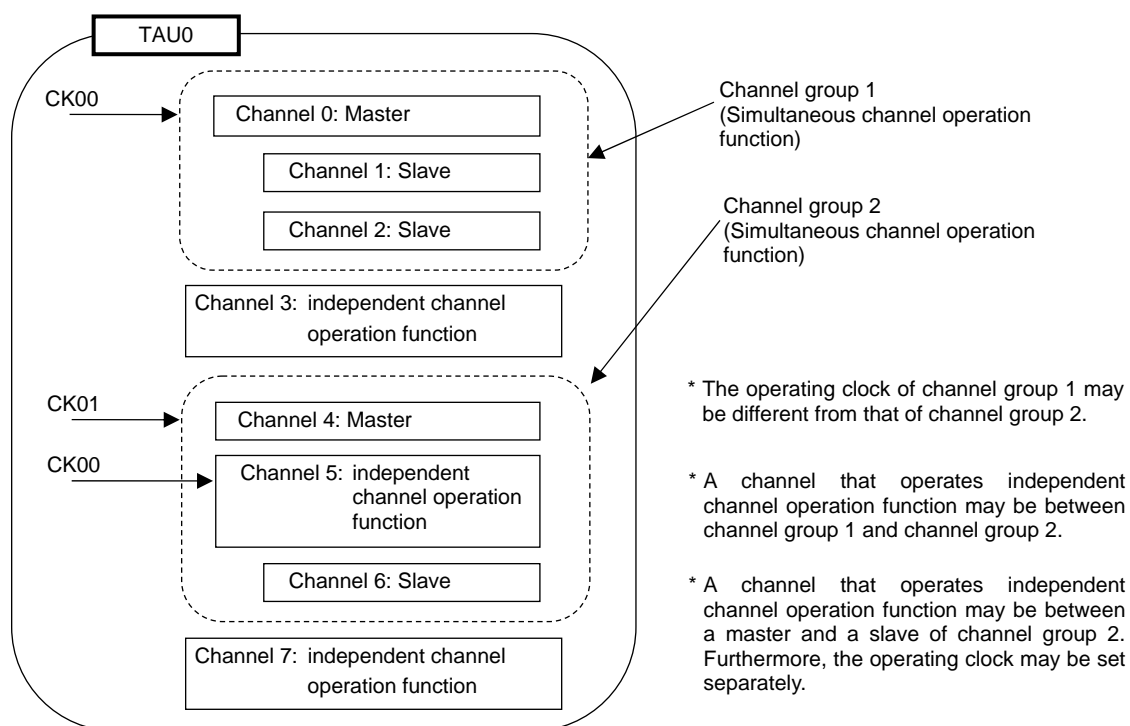 TAU0
CK00
Channel 0: Master
Channel 1: Slave
Channel 2: Slave
Channel group 1
(Simultaneous channel operation
function)
Channel group 2
(Simultaneous channel operation
function)
Channel 3: independent channel
operation function
CK01
Channel 4: Master
CK00
Channel 5: independent
channel operation
function
Channel 6: Slave
Channel 7: independent channel
operation function
* The operating clock of channel group 1 may
be different from that of channel group 2.
* A channel that operates independent
channel operation function may be between
channel group 1 and channel group 2.
* A channel that operates independent
channel operation function may be between
a master and a slave of channel group 2.
Furthermore, the operating clock may be set
separately.